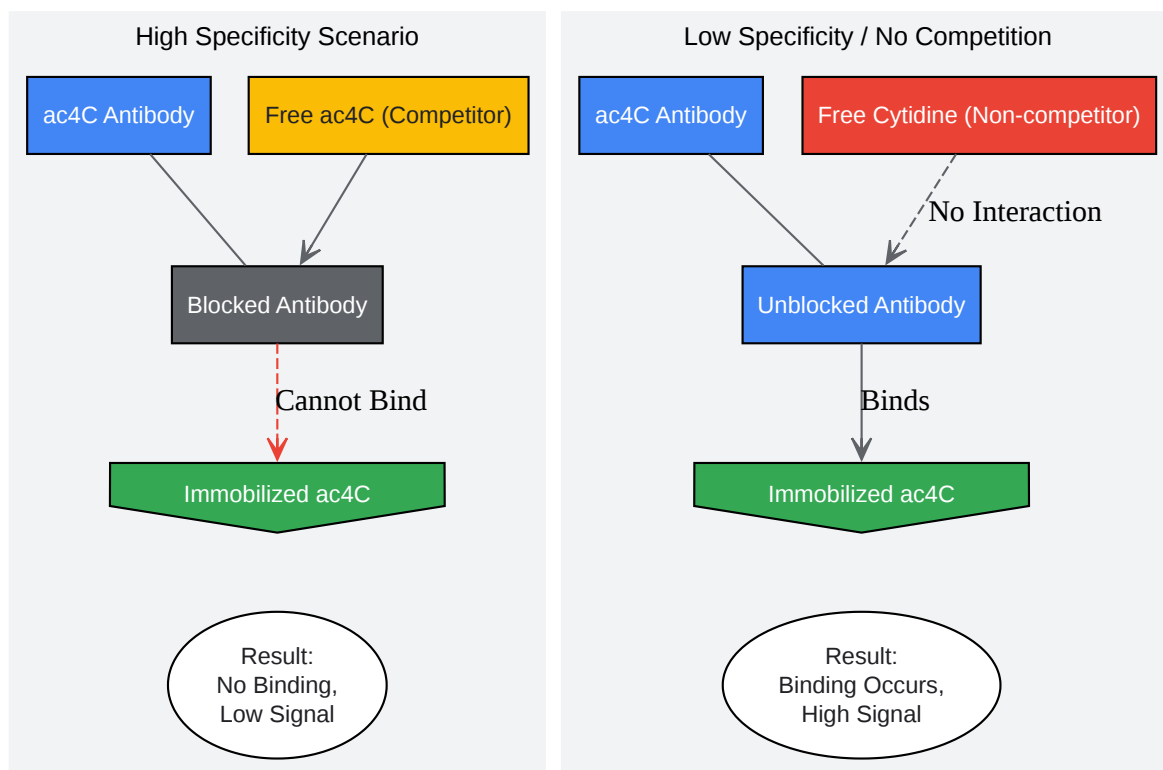 High Specificity Scenario
ac4C Antibody
Free ac4C (Competitor)
Blocked Antibody
Cannot Bind
Immobilized ac4C
Result:
No Binding,
Low Signal
Low Specificity / No Competition
ac4C Antibody
Free Cytidine (Non-competitor)
No Interaction
Unblocked Antibody
Binds
Immobilized ac4C
Result:
Binding Occurs,
High Signal